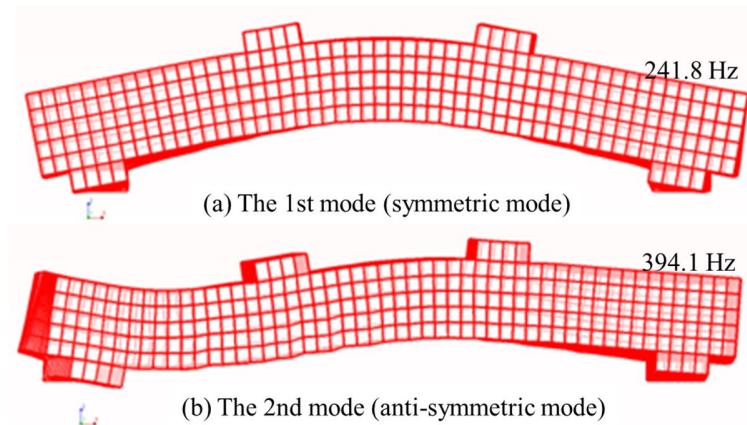 241.8 Hz
(a) The 1st mode (symmetric mode)
394.1 Hz
(b) The 2nd mode (anti-symmetric mode)